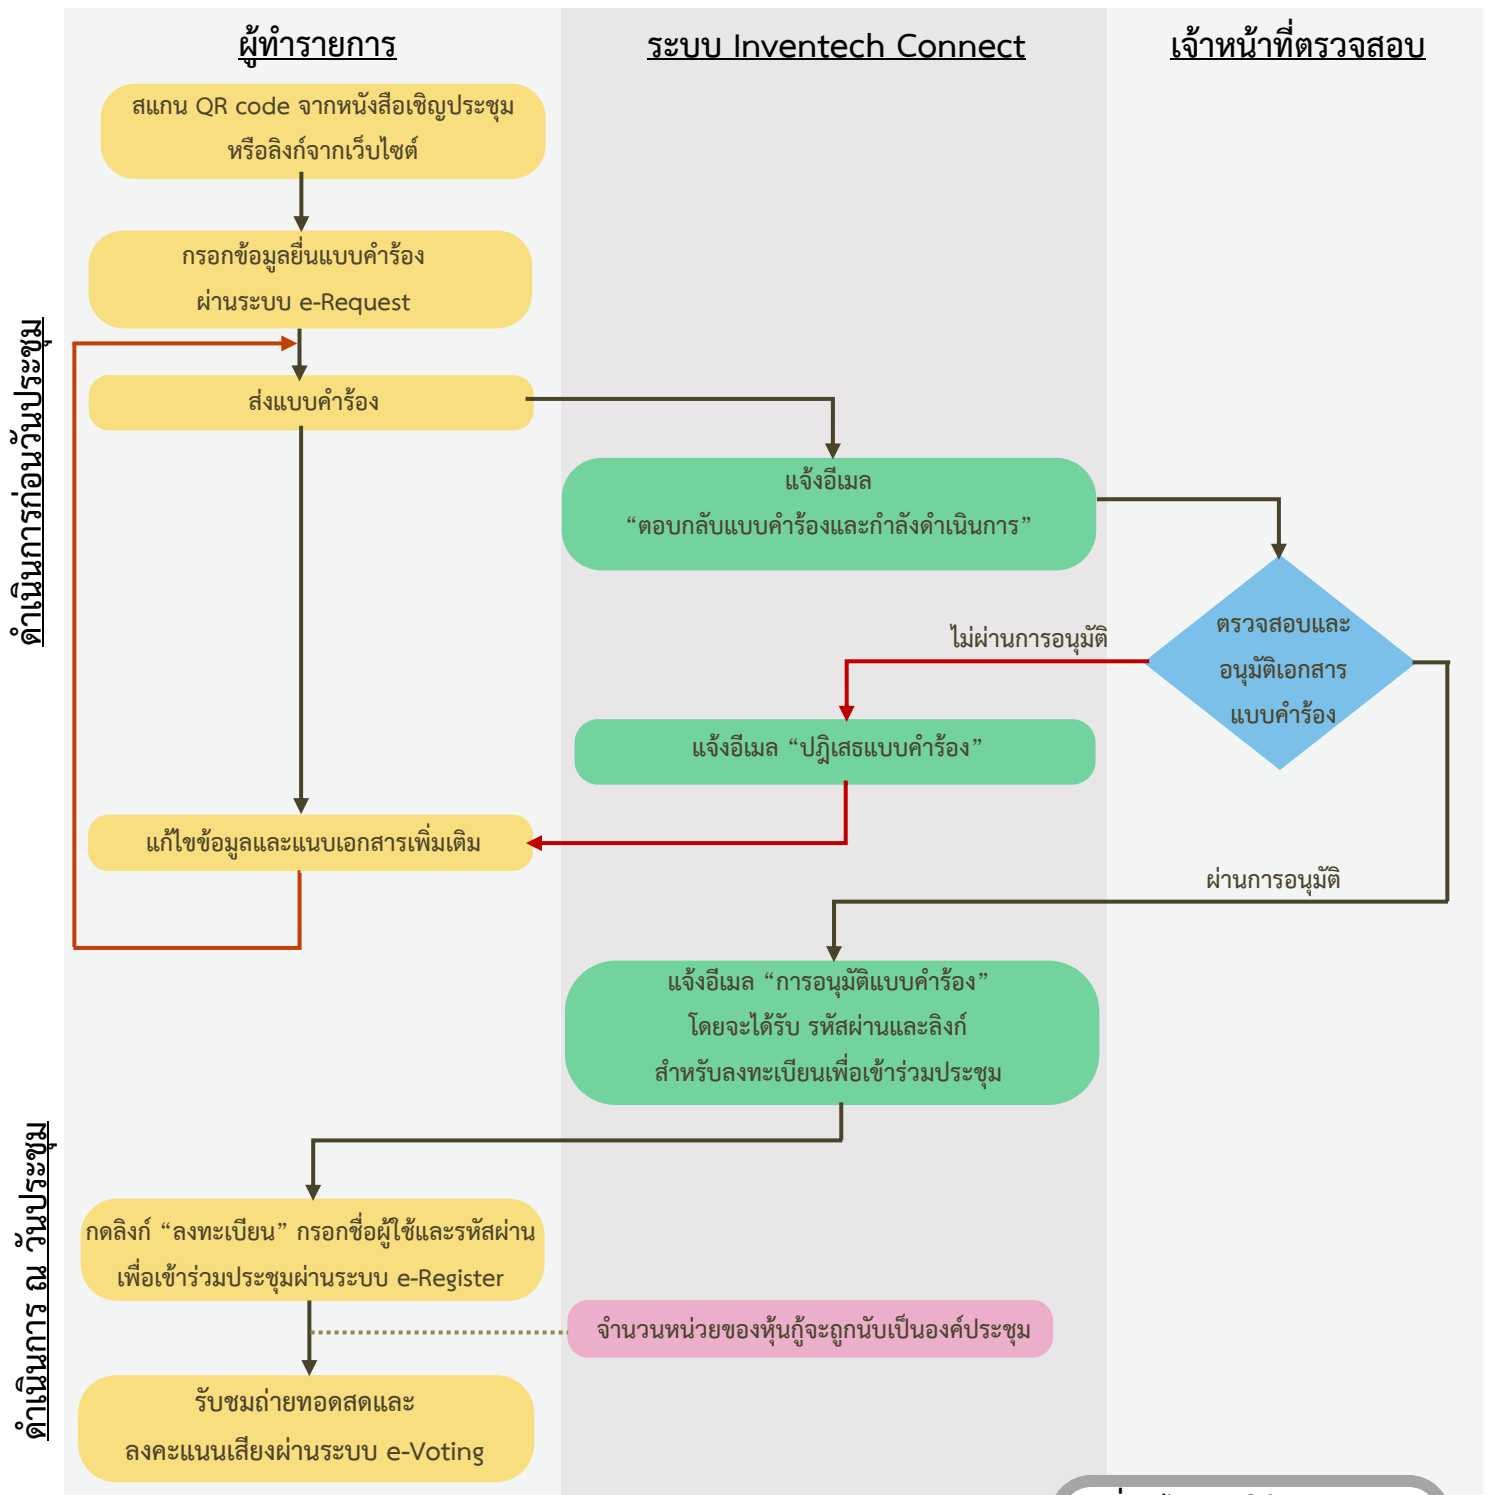 ผู้ทำรายการ
ระบบ Inventech Connect
เจ้าหน้าที่ตรวจสอบ
ดำเนินการก่อนวันประชุม
สแกน QR code จากหนังสือเชิญประชุม
หรือลิงก์จากเว็บไซต์
กรอกข้อมูลยื่นแบบคำร้อง
ผ่านระบบ e-Request
ส่งแบบคำร้อง
แจ้งอีเมล
“ตอบกลับแบบคำร้องและกำลังดำเนินการ”
ตรวจสอบและ
อนุมัติเอกสาร
แบบคำร้อง
ไม่ผ่านการอนุมัติ
แจ้งอีเมล “ปฎิเสธแบบคำร้อง”
แก้ไขข้อมูลและแนบเอกสารเพิ่มเติม
ผ่านการอนุมัติ
แจ้งอีเมล “การอนุมัติแบบคำร้อง”
โดยจะได้รับ รหัสผ่านและลิงก์
สำหรับลงทะเบียนเพื่อเข้าร่วมประชุม
ดำเนินการ ณ วันประชุม
กดลิงก์ “ลงทะเบียน” กรอกชื่อผู้ใช้และรหัสผ่าน
เพื่อเข้าร่วมประชุมผ่านระบบ e-Register
จำนวนหน่วยของหุ้นกู้จะถูกนับเป็นองค์ประชุม
รับชมถ่ายทอดสดและ
ลงคะแนนเสียงผ่านระบบ e-Voting